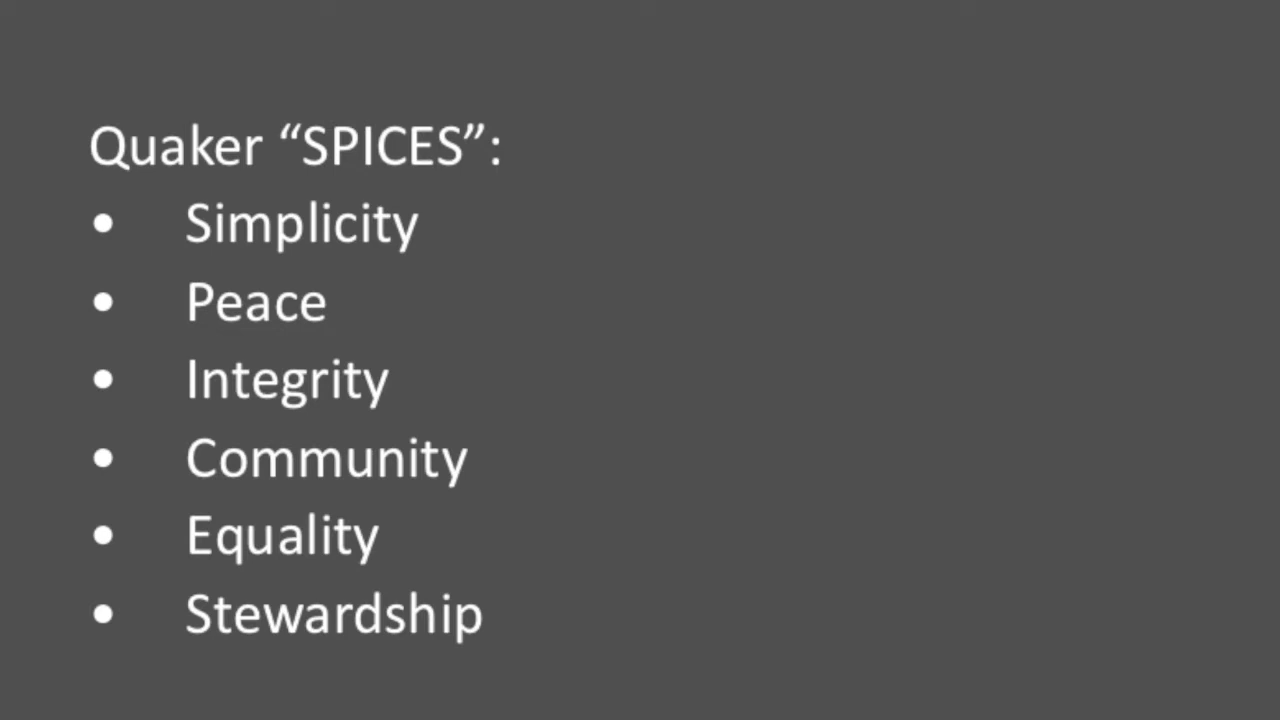 Quaker “SPICES”:
• Simplicity
• Peace
• Integrity
• Community
• Equality
• Stewardship